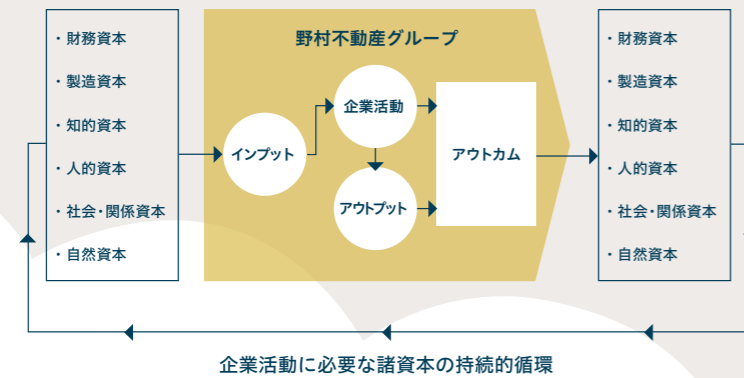 ・財務資本
・製造資本
・知的資本
・人的資本
・社会・関係資本
・自然資本
野村不動産グループ
インプット
企業活動
アウトプット
アウトカム
・財務資本
・製造資本
・知的資本
・人的資本
・社会・関係資本
・自然資本
企業活動に必要な諸資本の持続的循環